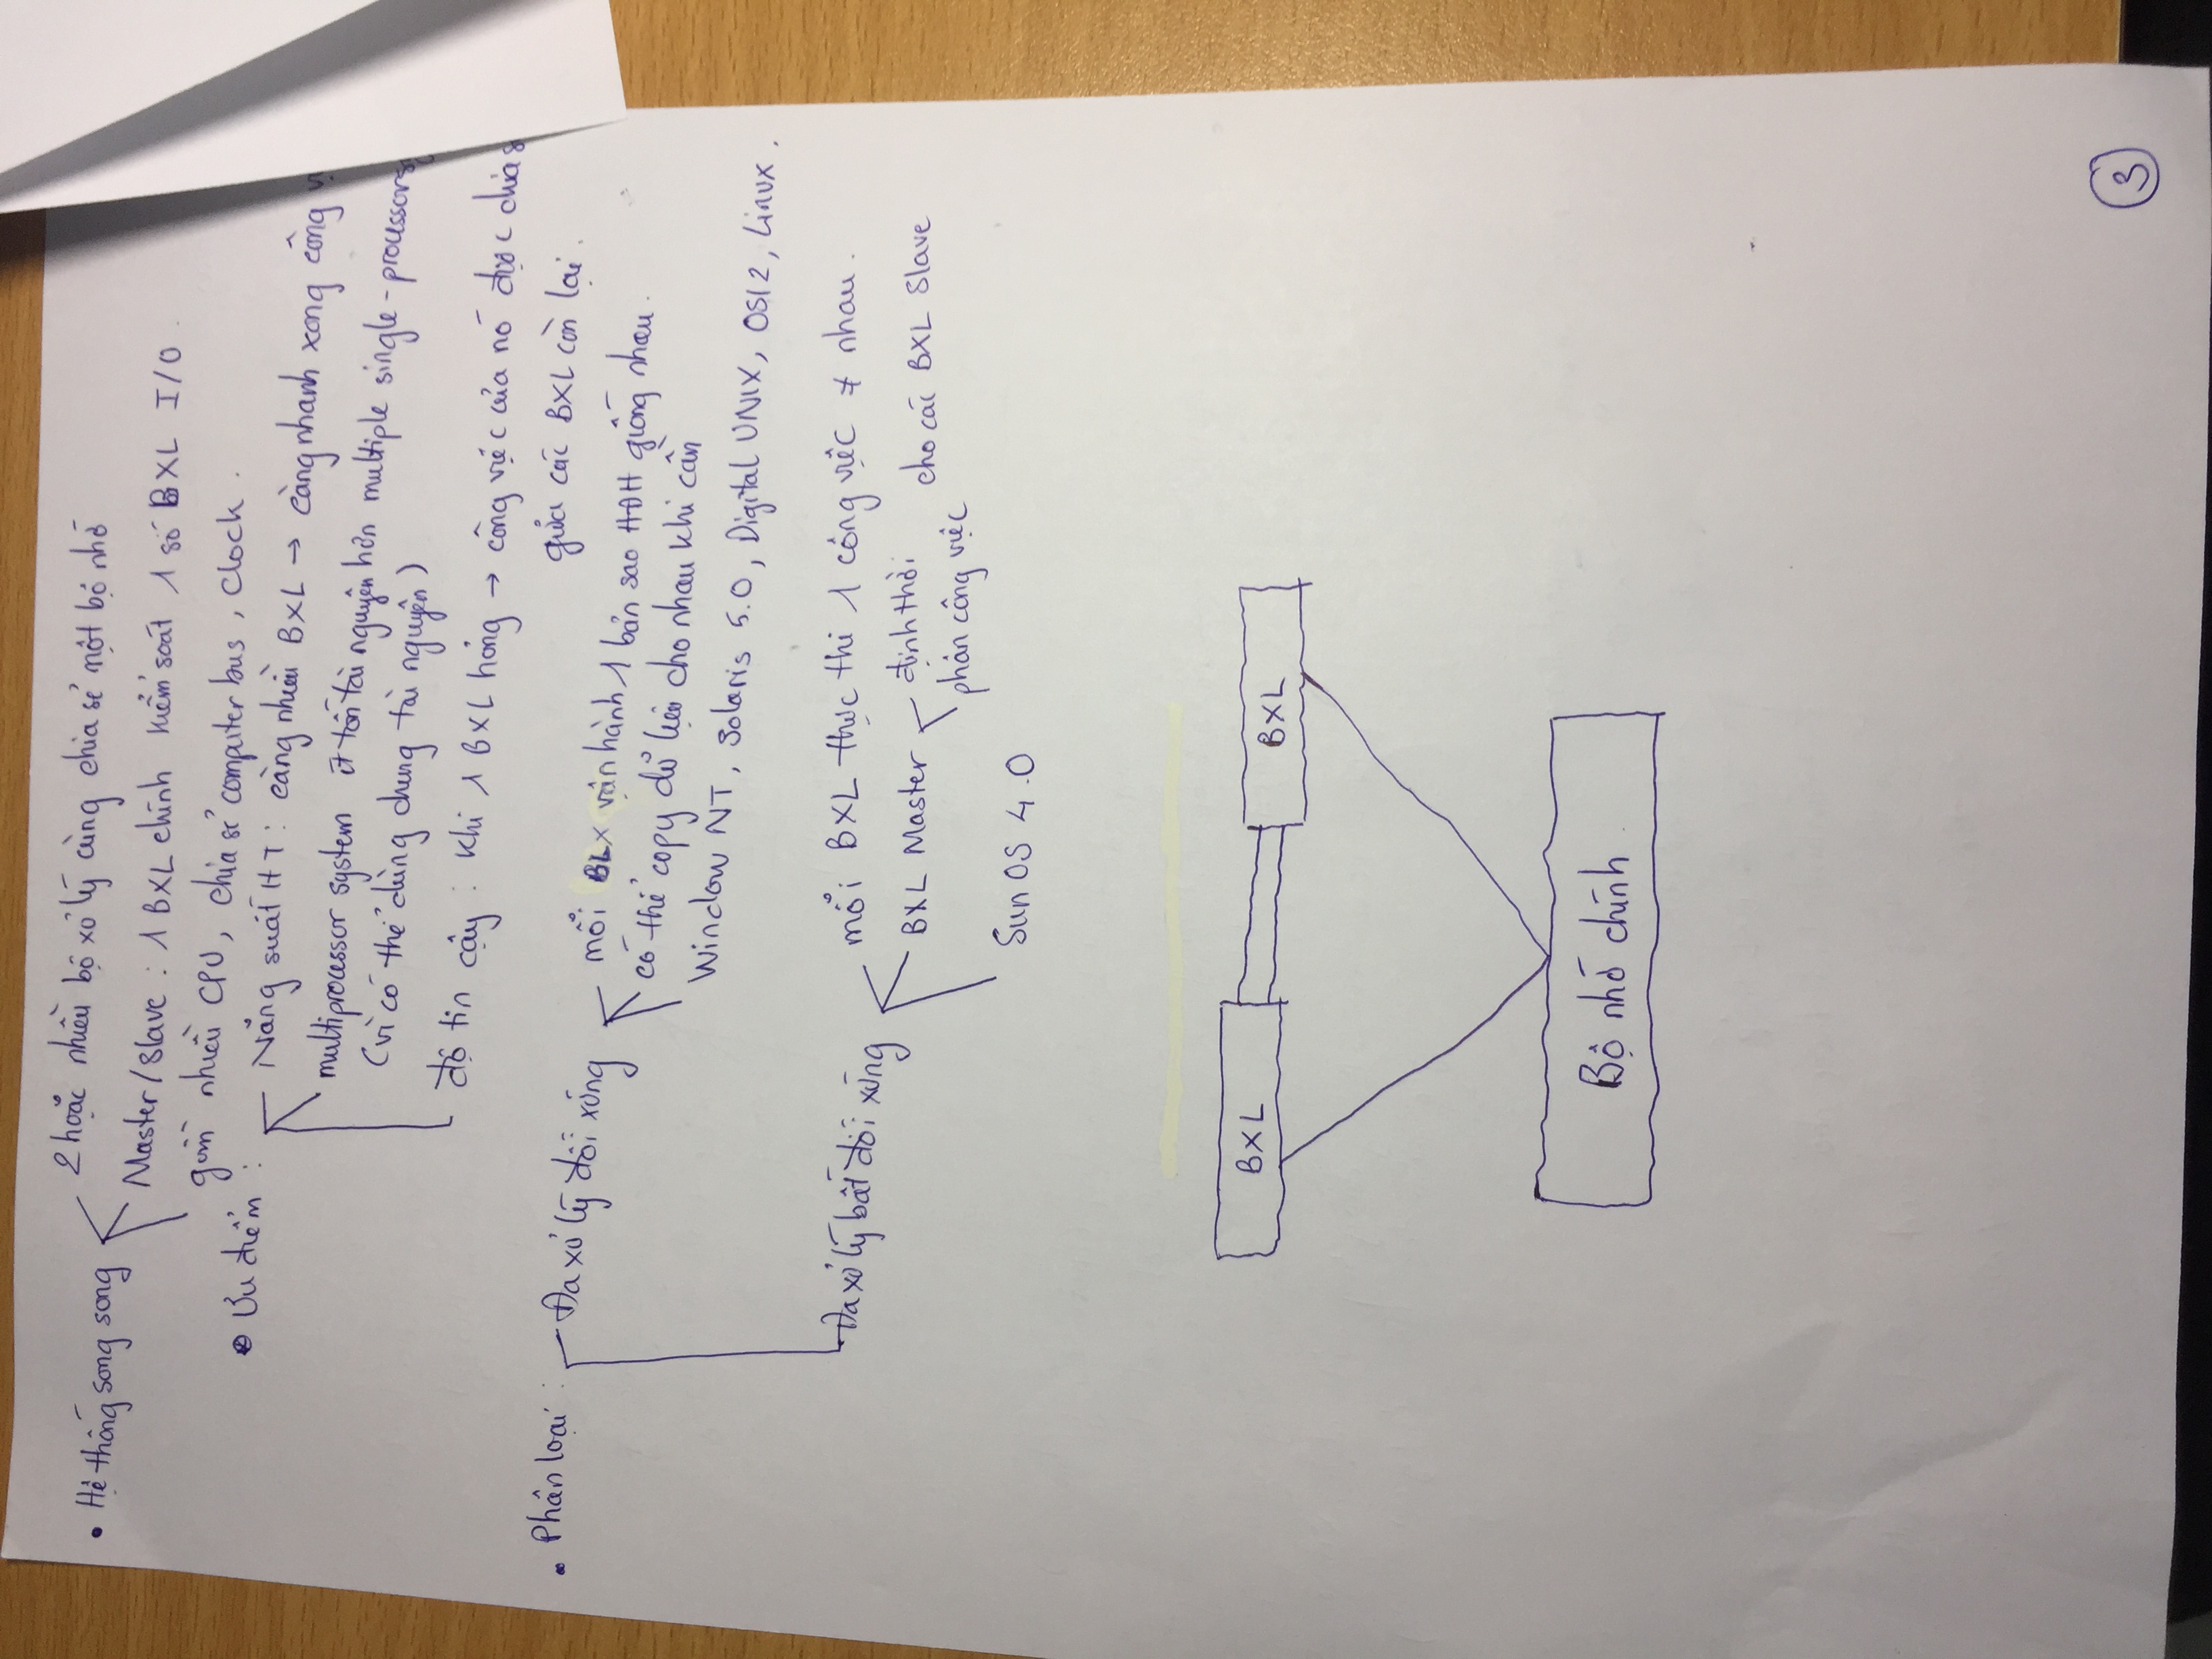 • Hệ thống song song
2 hoặc nhiều bộ xử lý cùng chia sẻ một bộ nhớ
Master/Slave : 1 BXL chính kiểm soát 1 số BXL I/O.
gồm nhiều CPU, chia sẻ computer bus, Clock.
• Ưu điểm :
Năng suất HT : càng nhiều BXL → càng nhanh xong công
multiprocessor system ít tốn tài nguyên hơn multiple single-processors
(vì có thể dùng chung tài nguyên)
độ tin cậy : khi 1 BXL hỏng → công việc của nó được chia
giữa các BXL còn lại.
• Phân loại :
Đa xử lý đối xứng
mỗi BLX vận hành 1 bản sao HĐH giống nhau.
có thể copy dữ liệu cho nhau khi cần
Window NT, Solaris 5.0, Digital UNIX, OS/2, Linux.
Đa xử lý bất đối xứng
mỗi BXL thực thi 1 công việc ≠ nhau.
BXL Master
định thời
phân công việc
cho các BXL Slave
Sun OS 4.0
BXL
BXL
Bộ nhớ chính
3